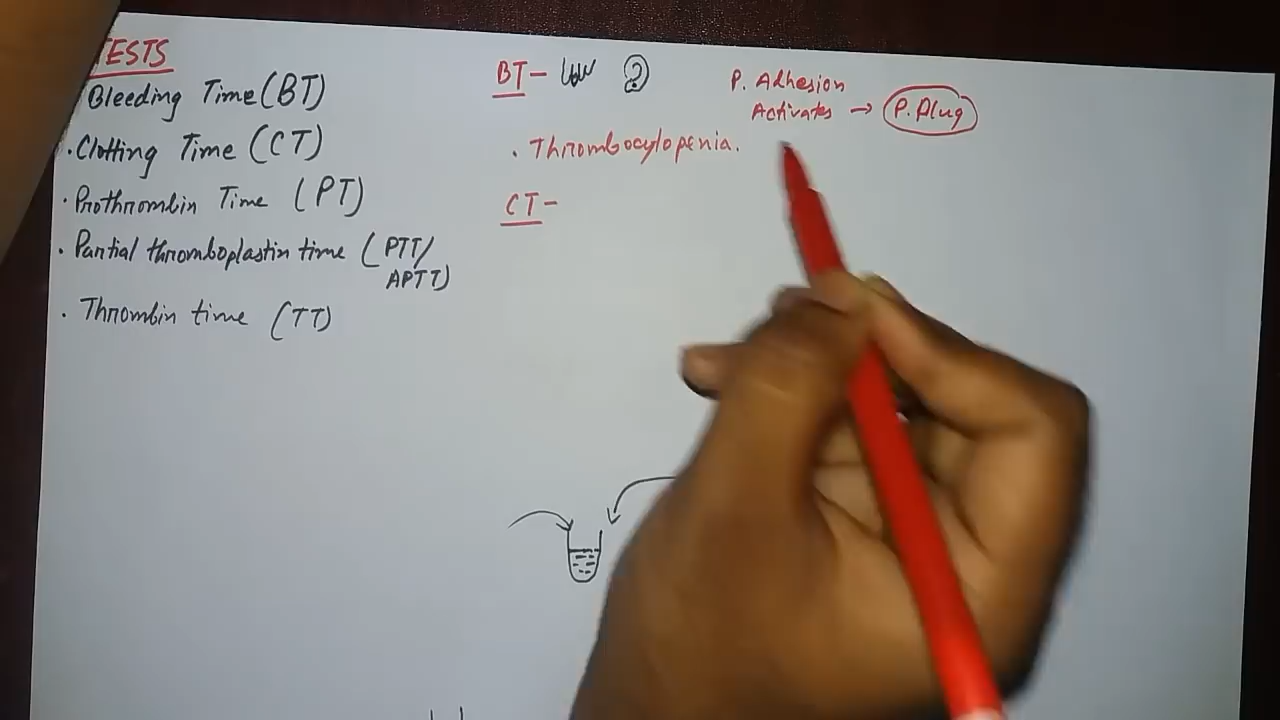 TESTS
Bleeding Time (BT)
· Clotting Time (CT)
· Prothrombin Time (PT)
· Partial thromboplastin time (PTT/
APTT)
· Thrombin time (TT)
BT-
P. Adhesion
Activates → P. Plug
· Thrombocytopenia.
CT-